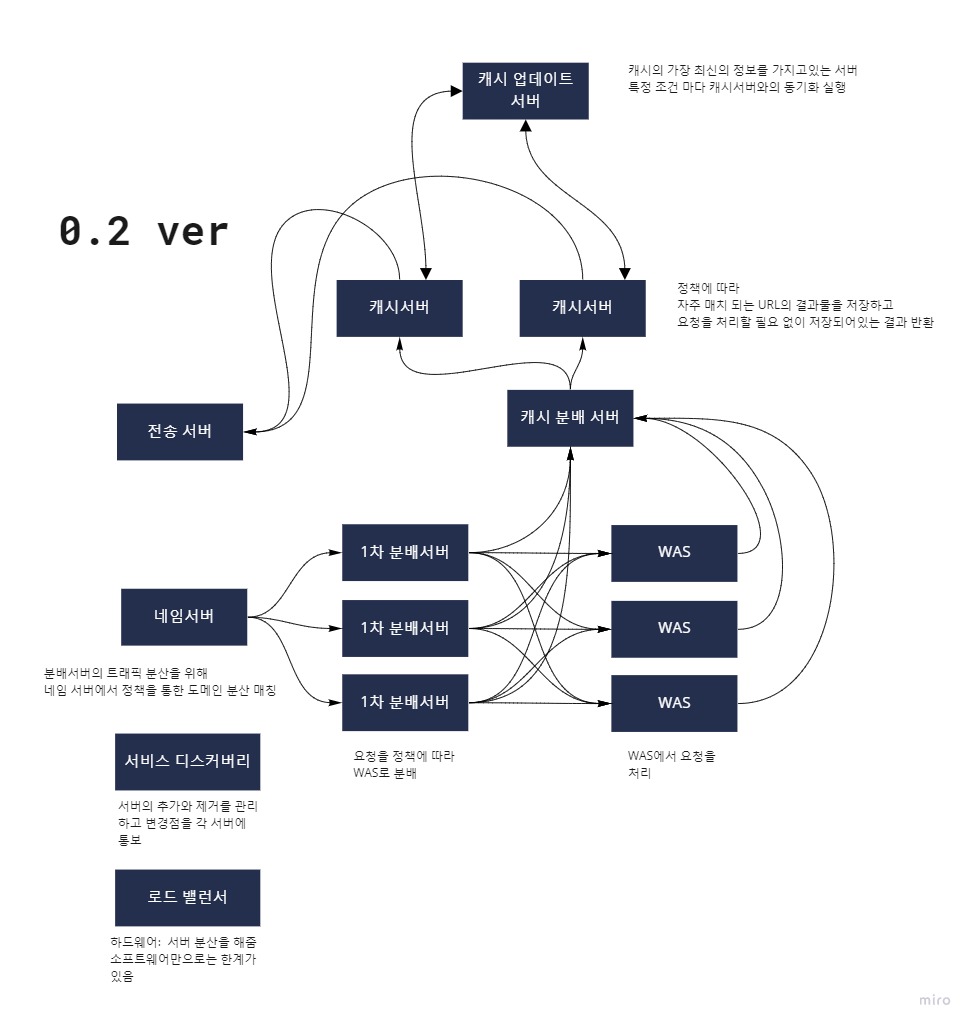 캐시 업데이트
서버
캐시의 가장 최신의 정보를 가지고있는 서버
특정 조건 마다 캐시서버와의 동기화 실행
0.2 ver
캐시서버
캐시서버
정책에 따라
자주 매치 되는 URL의 결과물을 저장하고
요청을 처리할 필요 없이 저장되어있는 결과 반환
전송 서버
캐시 분배 서버
1차 분배서버
WAS
네임서버
1차 분배서버
WAS
분배서버의 트래픽 분산을 위해
네임 서버에서 정책을 통한 도메인 분산 매칭
1차 분배서버
WAS
서비스 디스커버리
요청을 정책에 따라
WAS로 분배
WAS에서 요청을
처리
서버의 추가와 제거를 관리
하고 변경점을 각 서버에
통보
로드 밸런서
하드웨어: 서버 분산을 해줌
소프트웨어만으로는 한계가
있음
miro